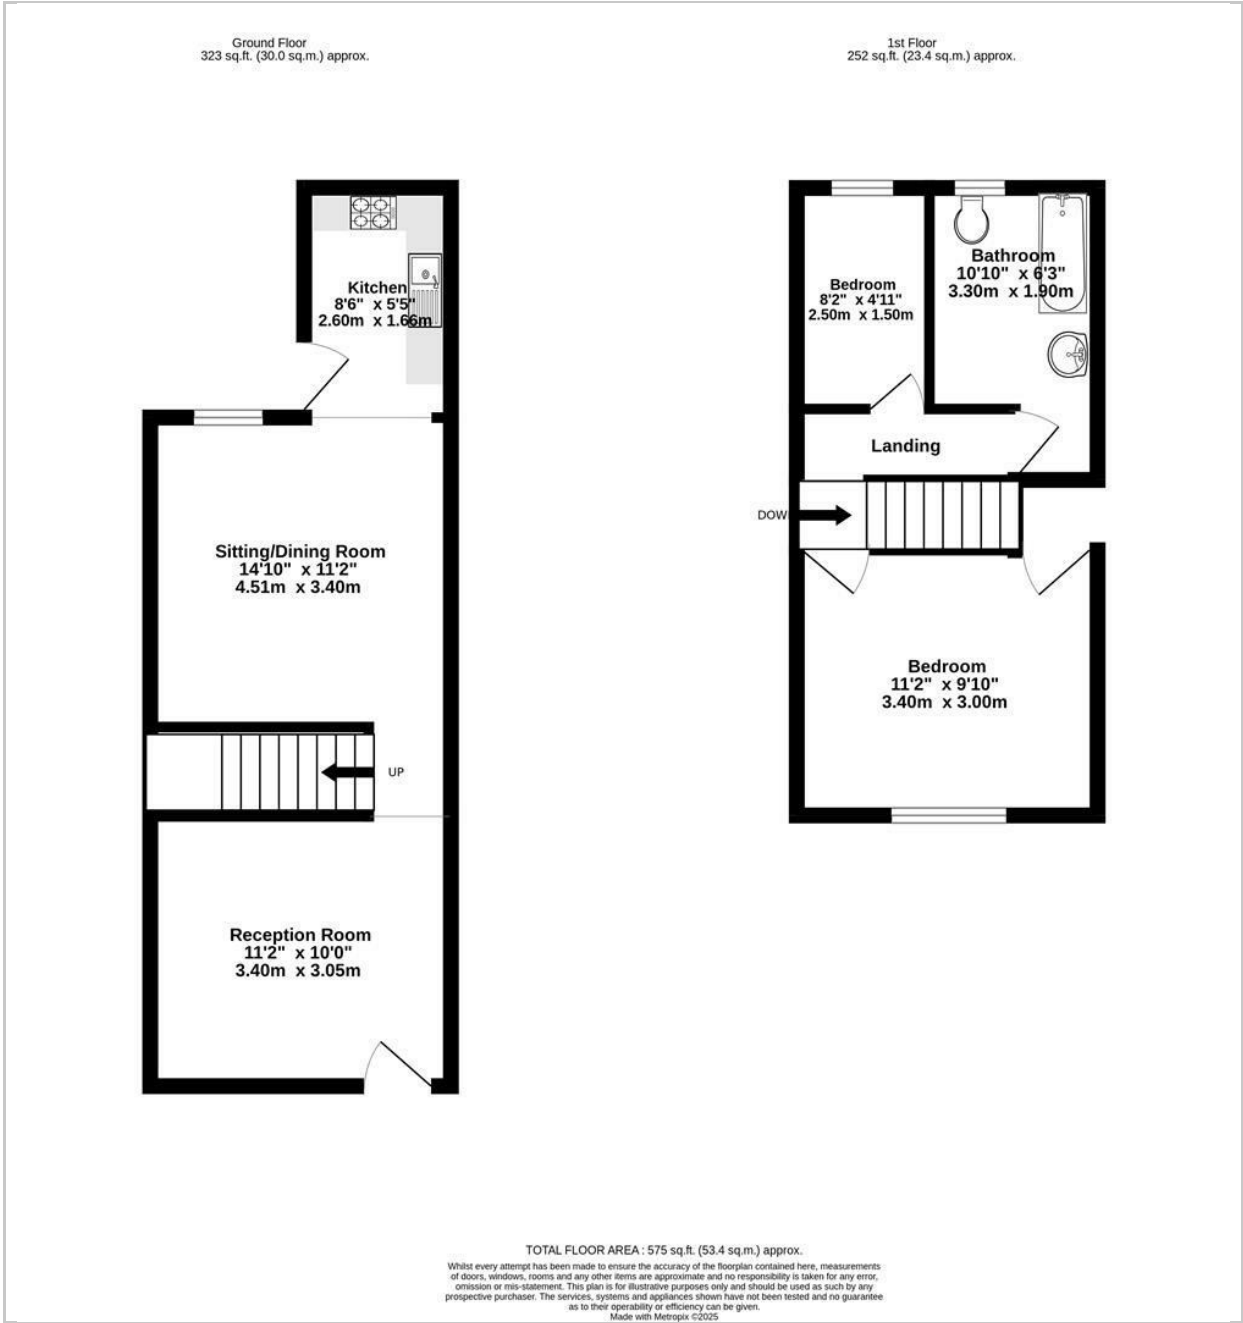 Ground Floor
323 sq.ft. (30.0 sq.m.) approx.
1st Floor
252 sq.ft. (23.4 sq.m.) approx.
Kitchen
8'6" x 5'5"
2.60m x 1.66m
Sitting/Dining Room
14'10" x 11'2"
4.51m x 3.40m
UP
Reception Room
11'2" x 10'0"
3.40m x 3.05m
Bedroom
8'2" x 4'11"
2.50m x 1.50m
Bathroom
10'10" x 6'3"
3.30m x 1.90m
Landing
DOW
Bedroom
11'2" x 9'10"
3.40m x 3.00m
TOTAL FLOOR AREA : 575 sq.ft. (53.4 sq.m.) approx.
Whilst every attempt has been made to ensure the accuracy of the floorplan contained here, measurements
of doors, windows, rooms and any other items are approximate and no responsibility is taken for any error,
omission or mis-statement. This plan is for illustrative purposes only and should be used as such by any
prospective purchaser. The services, systems and appliances shown have not been tested and no guarantee
as to their operability or efficiency can be given.
Made with Metropix ©2025